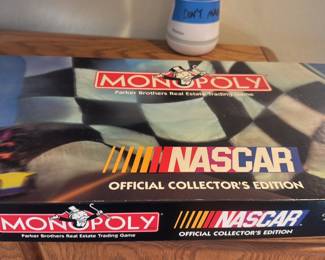 DON'T
MONOPOLY
Parker Brothers Real Estate Trading Game
NASCAR
OFFICIAL COLLECTOR'S EDITION
MONOPOLY
Parker Brothers Real Estate Trading Game
NASCAR
OFFICIAL COLLECTOR'S EDITION